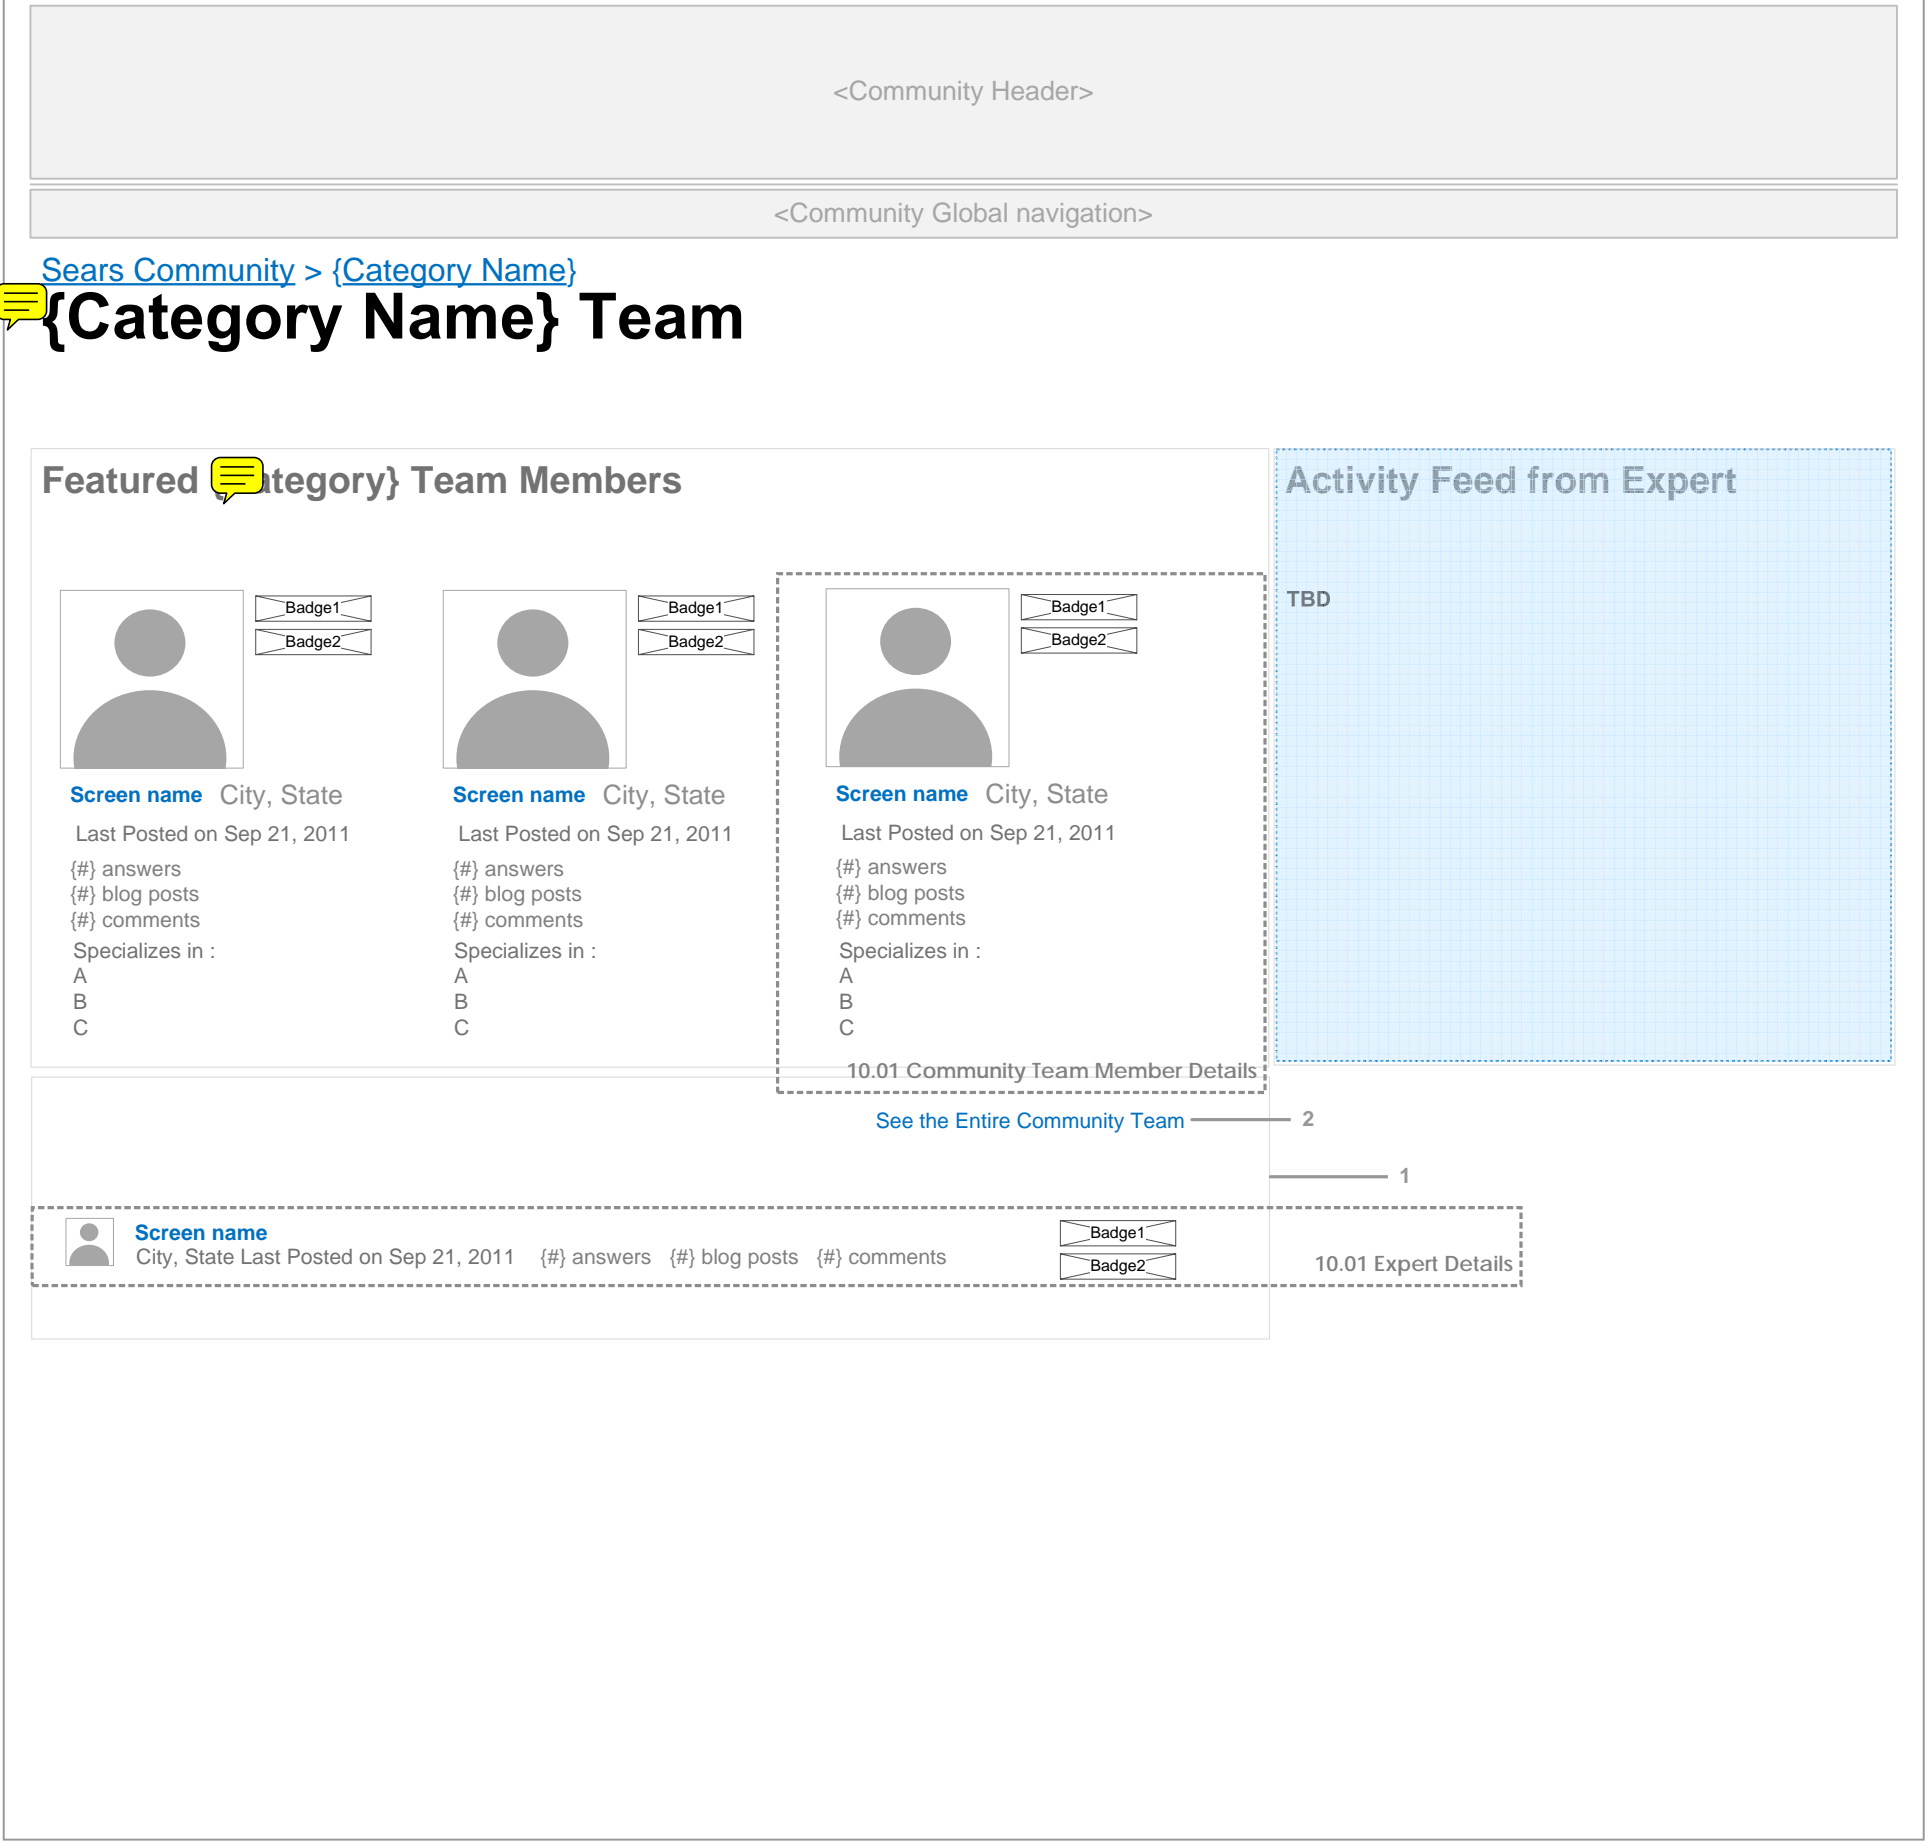 <Community Header>
<Community Global navigation>
Sears Community > {Category Name}
{Category Name} Team
Featured ategory} Team Members
Activity Feed from Expert
TBD
Badge1
Badge2
Screen name City, State
Last Posted on Sep 21, 2011
{#} answers
{#} blog posts
{#} comments
Specializes in :
A
B
C
Badge1
Badge2
Screen name City, State
Last Posted on Sep 21, 2011
{#} answers
{#} blog posts
{#} comments
Specializes in :
A
B
C
Badge1
Badge2
Screen name City, State
Last Posted on Sep 21, 2011
{#} answers
{#} blog posts
{#} comments
Specializes in :
A
B
C
10.01 Community Team Member Details
See the Entire Community Team
2
1
Screen name
City, State Last Posted on Sep 21, 2011 {#} answers {#} blog posts {#} comments
Badge1
Badge2
10.01 Expert Details